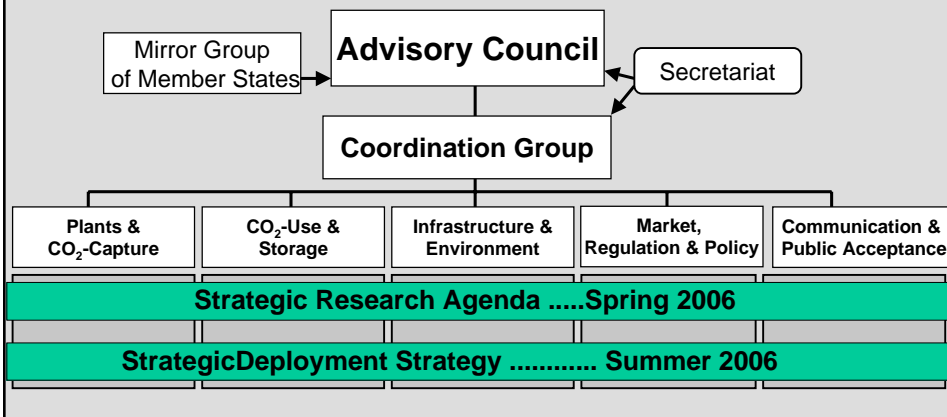 Advisory Council
Mirror Group
of Member States
Secretariat
Coordination Group
Plants &
CO₂-Capture
CO₂-Use &
Storage
Infrastructure &
Environment
Market,
Regulation & Policy
Communication &
Public Acceptance
Strategic Research Agenda .....Spring 2006
StrategicDeployment Strategy ............ Summer 2006